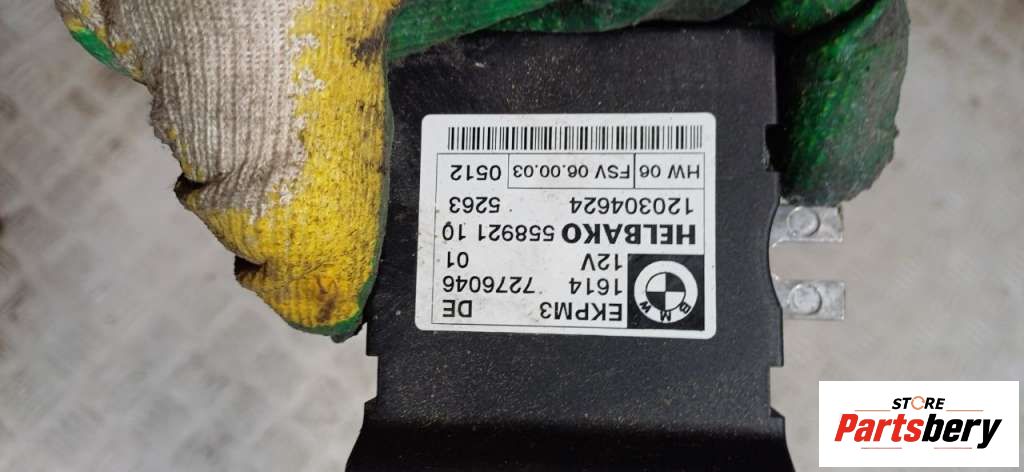 BMW
EKPM3 DE
1614 7276046
12V 01
HELBAKO 558921 10
120304624 5263
HW 06 FSV 06.00.03 0512
STORE
Partsbery